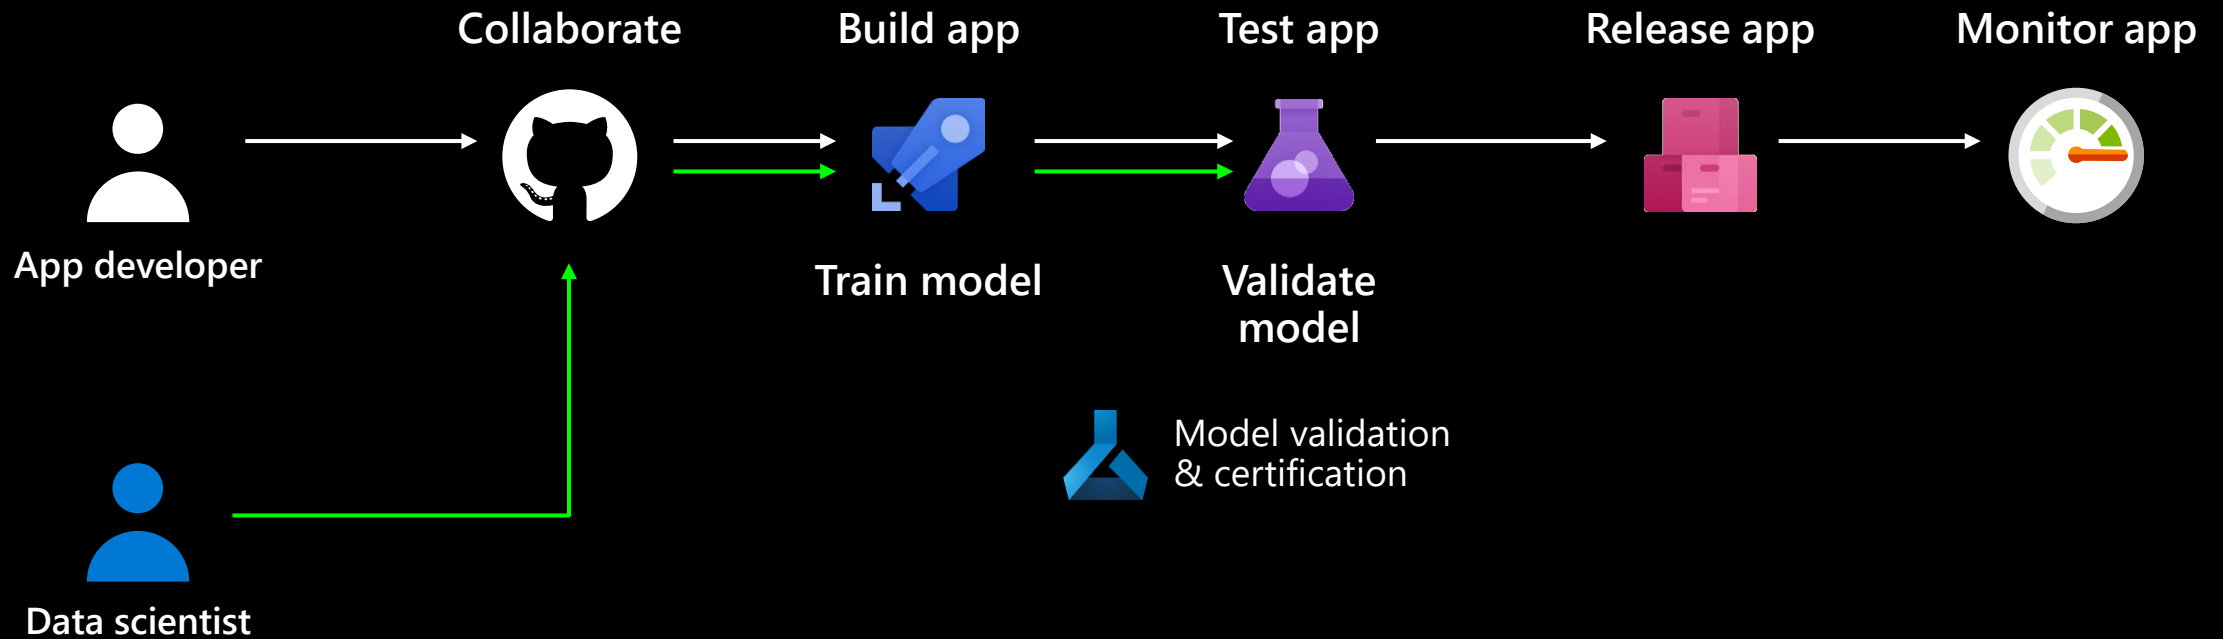 Collaborate
Build app
Test app
Release app
Monitor app
App developer
Train model
Validate
model
Model validation
& certification
Data scientist